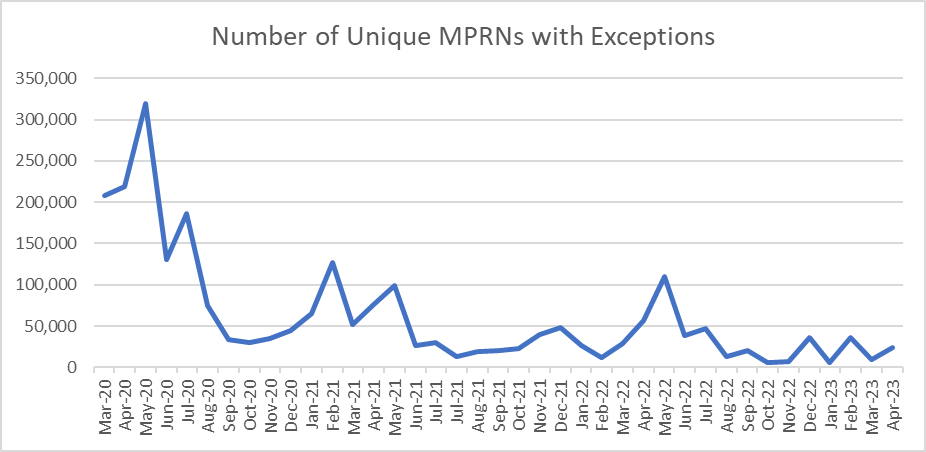 Number of Unique MPRNs with Exceptions
350,000
300,000
250,000
200,000
150,000
100,000
50,000
0
Mar-20
Apr-20
May-20
Jun-20
Jul-20
Aug-20
Sep-20
Oct-20
Nov-20
Dec-20
Jan-21
Feb-21
Mar-21
Apr-21
May-21
Jun-21
Jul-21
Jul-21
Aug-21
Sep-21
Oct-21
Nov-21
Dec-21
Jan-22
Feb-22
Mar-22
Apr-22
May-22
Jun-22
Jul-22
Aug-22
Sep-22
Oct-22
Nov-22
Dec-22
Jan-23
Feb-23
Mar-23
Apr-23